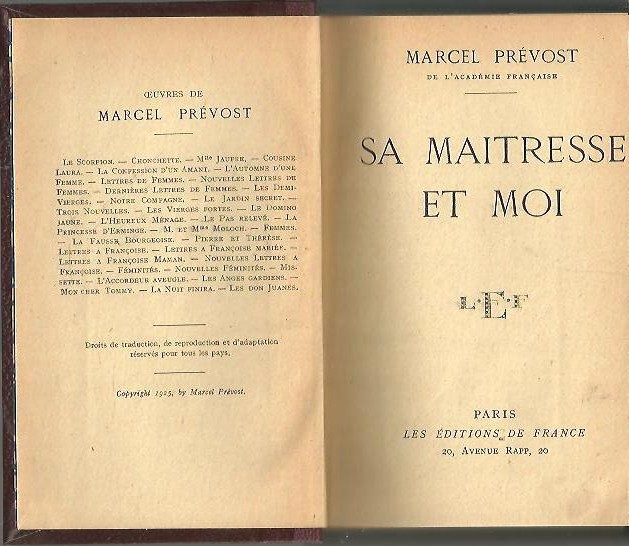 ŒUVRES DE
MARCEL PRÉVOST
LE SCORPION. — CHONCHETTE. — Mlle JAUFRE. — COUSINE
LAURA. — LA CONFESSION D'UN AMANT. — L'AUTOMNE D'UNE
FEMME. — LETTRES DE FEMMES. — NOUVELLES LETTRES DE
FEMMES. — DERNIÈRES LETTRES DE FEMMES. — LES DEMI-
VIERGES. — NOTRE COMPAGNE. — LE JARDIN SECRET. —
TROIS NOUVELLES. — LES VIERGES FORTES. — LE DOMINO
JAUNE. — L'HEUREUX MÉNAGE. — LE PAS RELEVÉ. — LA
PRINCESSE D'ERMINGE. — M. ET Mme MOLOCH. — FEMMES.
— LA FAUSSE BOURGEOISE. — PIERRE ET THÉRÈSE. —
LETTRES A FRANÇOISE. — LETTRES A FRANÇOISE MARIÉE. —
LETTRES A FRANÇOISE MAMAN. — NOUVELLES LETTRES A
FRANÇOISE. — FÉMINITÉS. — NOUVELLES FÉMINITÉS. — MIS-
SETTE. — L'ACCORDEUR AVEUGLE. — LES ANGES GARDIENS. —
MON CHER TOMMY. — LA NUIT FINIRA. — LES DON JUANES.
Droits de traduction, de reproduction et d'adaptation
réservés pour tous les pays.
Copyright 1925, by Marcel Prévost.
MARCEL PRÉVOST
DE L'ACADÉMIE FRANÇAISE
SA MAITRESSE
ET MOI
L·E·F
PARIS
LES ÉDITIONS DE FRANCE
20, AVENUE RAPP, 20